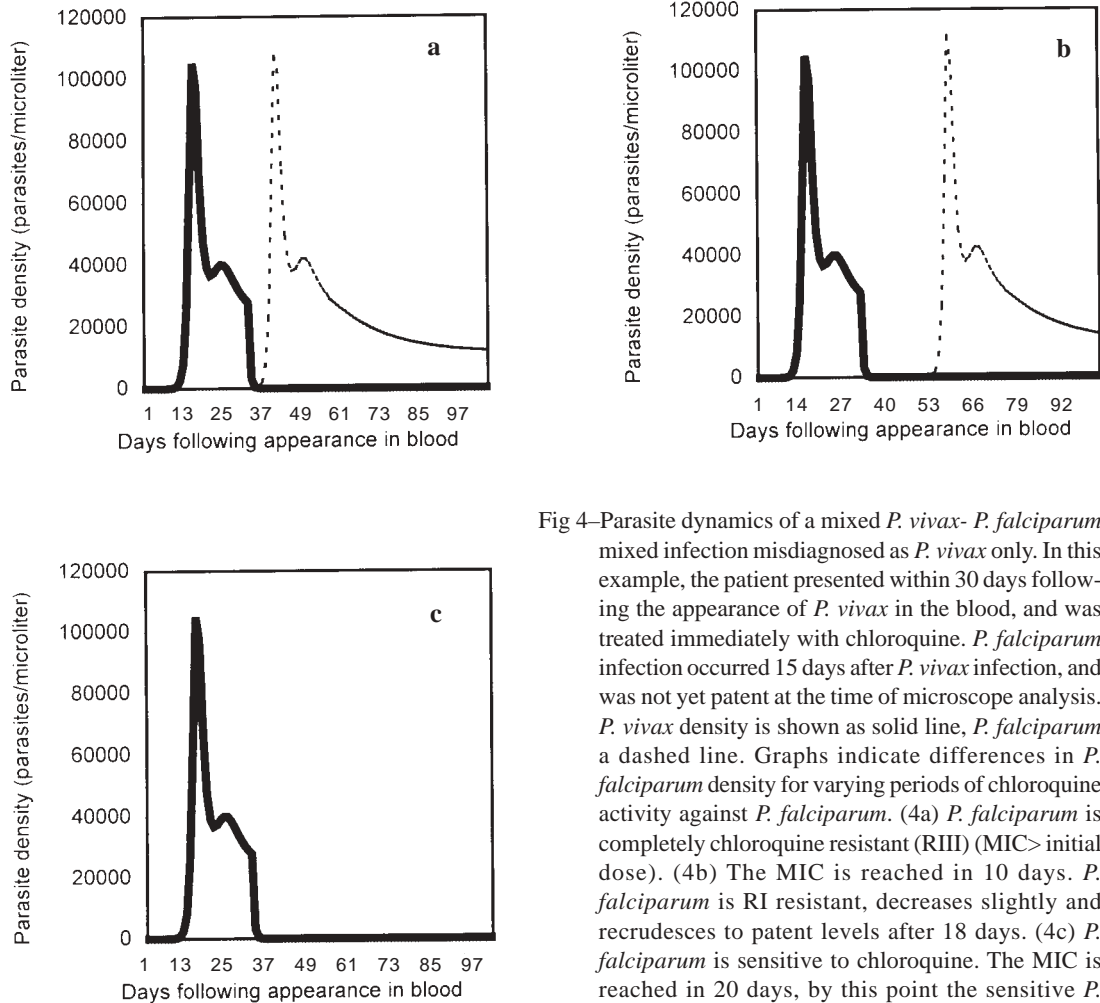 120000
100000
80000
60000
40000
20000
0
Parasite density (parasites/microliter)
a
1 13 25 37 49 61 73 85 97
Days following appearance in blood
120000
100000
80000
60000
40000
20000
0
Parasite density (parasites/microliter)
b
1 14 27 40 53 66 79 92
Days following appearance in blood
120000
100000
80000
60000
40000
20000
0
Parasite density (parasites/microliter)
c
1 13 25 37 49 61 73 85 97
Days following appearance in blood
Fig 4–Parasite dynamics of a mixed P. vivax- P. falciparum
mixed infection misdiagnosed as P. vivax only. In this
example, the patient presented within 30 days follow-
ing the appearance of P. vivax in the blood, and was
treated immediately with chloroquine. P. falciparum
infection occurred 15 days after P. vivax infection, and
was not yet patent at the time of microscope analysis.
P. vivax density is shown as solid line, P. falciparum
a dashed line. Graphs indicate differences in P.
falciparum density for varying periods of chloroquine
activity against P. falciparum. (4a) P. falciparum is
completely chloroquine resistant (RIII) (MIC> initial
dose). (4b) The MIC is reached in 10 days. P.
falciparum is RI resistant, decreases slightly and
recrudesces to patent levels after 18 days. (4c) P.
falciparum is sensitive to chloroquine. The MIC is
reached in 20 days, by this point the sensitive P.